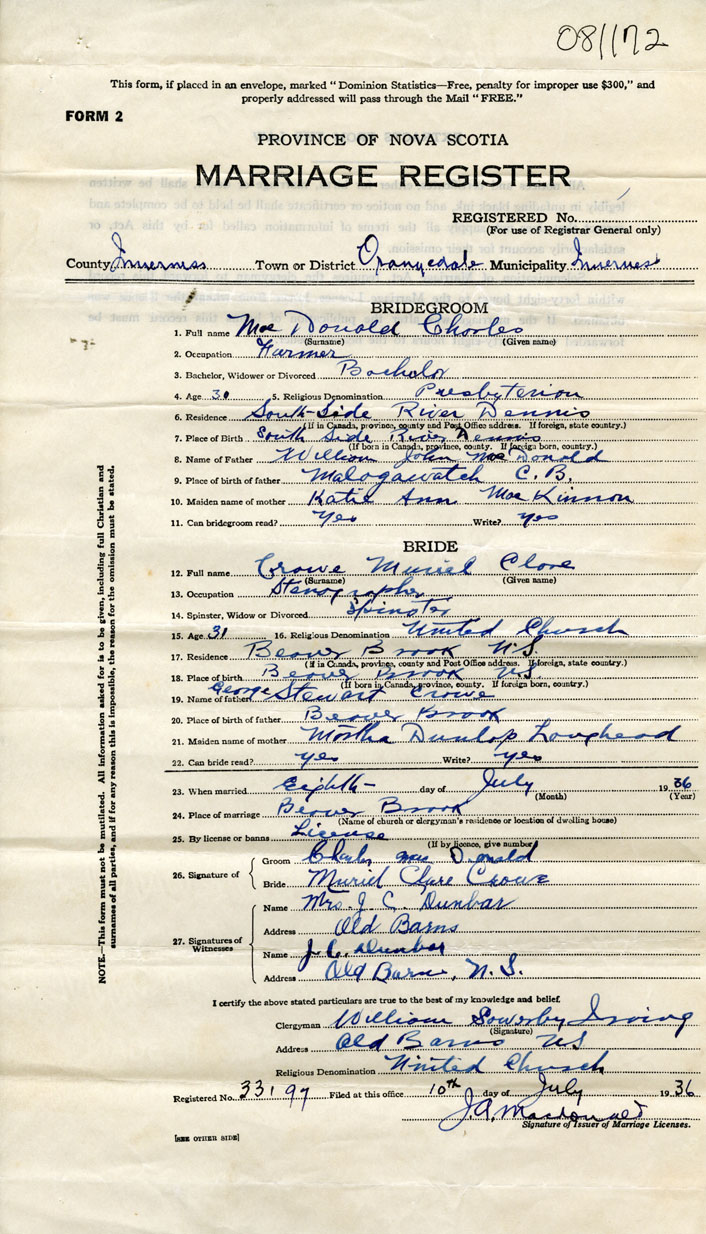 081172
This form, if placed in an envelope, marked "Dominion Statistics—Free, penalty for improper use $300," and
properly addressed will pass through the Mail "FREE."
FORM 2
PROVINCE OF NOVA SCOTIA
MARRIAGE REGISTER
REGISTERED No.
(For use of Registrar General only)
County Inverness Town or District Orangedale Municipality Inverness
BRIDEGROOM
1. Full name Mac Donald Charles
(Surname) (Given name)
2. Occupation Farmer
3. Bachelor, Widower or Divorced Bachelor
4. Age 30 5. Religious Denomination Presbyterian
6. Residence South-Side River Dennis
(If in Canada, province, county and Post Office address. If foreign, state country.)
7. Place of Birth South Side River Dennis
(If born in Canada, province, county. If foreign born, country.)
8. Name of Father William John MacDonald
9. Place of birth of father Malagawatch C. B.
10. Maiden name of mother Katie Ann MacKinnon
11. Can bridegroom read? yes Write? yes
BRIDE
12. Full name Crowe Muriel Clare
(Surname) (Given name)
13. Occupation Stenographer
14. Spinster, Widow or Divorced Spinster
15. Age 31 16. Religious Denomination United Church
17. Residence Beaver Brook N.S.
(If in Canada, province, county and Post Office address. If foreign, state country.)
18. Place of birth Beaver Brook N.S.
(If born in Canada, province, county. If foreign born, country.)
19. Name of father George Stewart Crowe
20. Place of birth of father Beaver Brook
21. Maiden name of mother Martha Dunlop Loughead
22. Can bride read? yes Write? yes
23. When married Eighth- day of July 1936
(Month) (Year)
24. Place of marriage Beaver Brook
(Name of church or clergyman's residence or location of dwelling house)
25. By license or banns License
(If by licence, give number)
26. Signature of
Groom Charles Mac Donald
Bride Muriel Clare Crowe
27. Signatures of Witnesses
Name Mrs. J. C. Dunbar
Address Old Barns
Name J. C. Dunbar
Address Old Barns, N. S.
I certify the above stated particulars are true to the best of my knowledge and belief.
Clergyman William Sowerby Irving
(Signature)
Address Old Barns NS
Religious Denomination United Church
Registered No. 33197 Filed at this office 10th day of July 1936
J A. Macdonald
Signature of Issuer of Marriage Licenses.
[SEE OTHER SIDE]
NOTE.—This form must not be mutilated. All information asked for is to be given, including full Christian and
surnames of all parties, and if for any reason this is impossible, the reason for the omission must be stated.